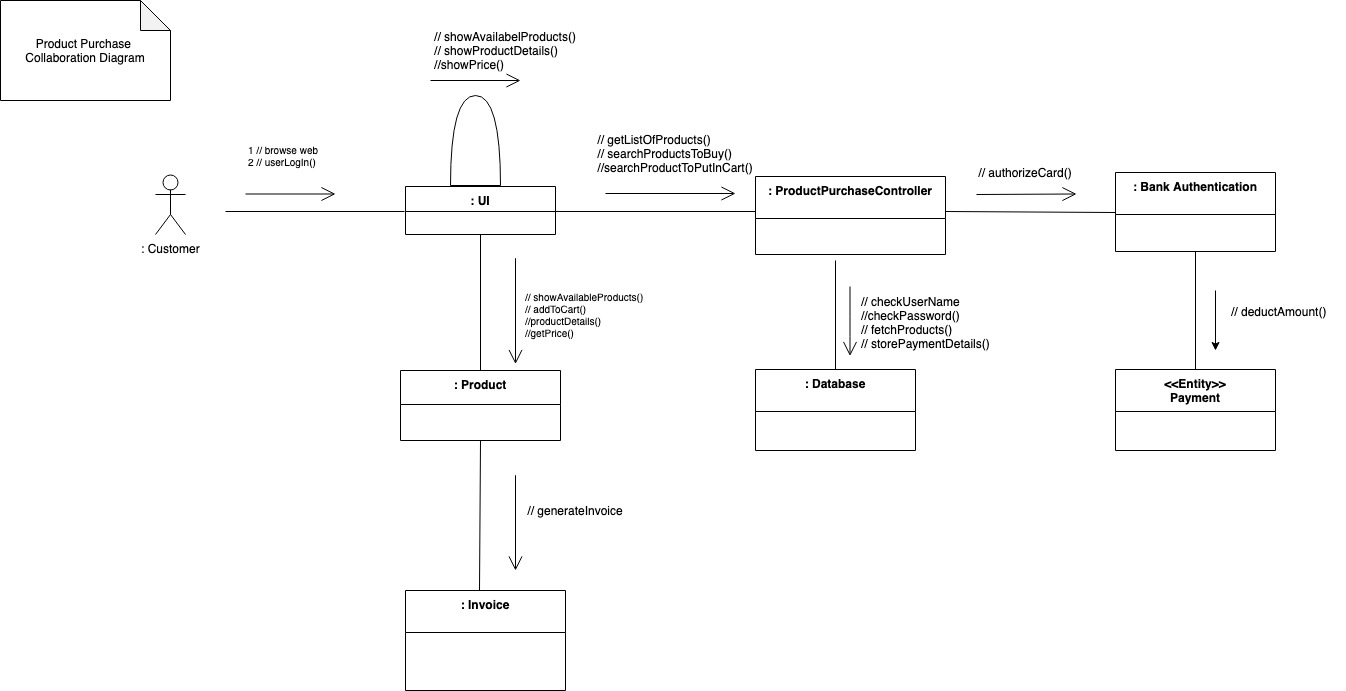 Product Purchase
Collaboration Diagram
// showAvailabelProducts()
// showProductDetails()
//showPrice()
1 // browse web
2 // userLogIn()
: Customer
: UI
// getListOfProducts()
// searchProductsToBuy()
//searchProductToPutInCart()
: ProductPurchaseController
// authorizeCard()
: Bank Authentication
// showAvailableProducts()
// addToCart()
//productDetails()
//getPrice()
// checkUserName
//checkPassword()
// fetchProducts()
// storePaymentDetails()
// deductAmount()
: Product
: Database
<<Entity>>
Payment
// generateInvoice
: Invoice